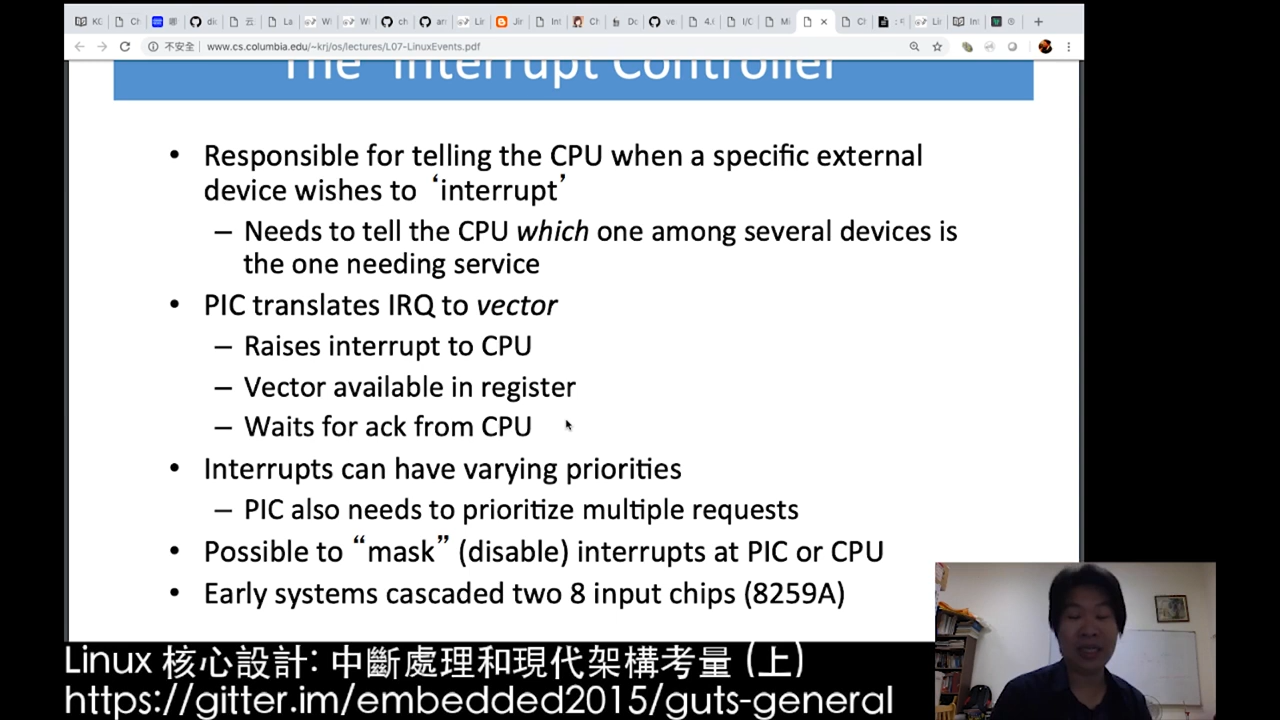 不安全 www.cs.columbia.edu/~krj/os/lectures/L07-LinuxEvents.pdf
The Interrupt Controller
• Responsible for telling the CPU when a specific external
device wishes to ‘interrupt’
– Needs to tell the CPU which one among several devices is
the one needing service
• PIC translates IRQ to vector
– Raises interrupt to CPU
– Vector available in register
– Waits for ack from CPU
• Interrupts can have varying priorities
– PIC also needs to prioritize multiple requests
• Possible to “mask” (disable) interrupts at PIC or CPU
• Early systems cascaded two 8 input chips (8259A)
Linux 核心設計: 中斷處理和現代架構考量 (上)
https://gitter.im/embedded2015/guts-general